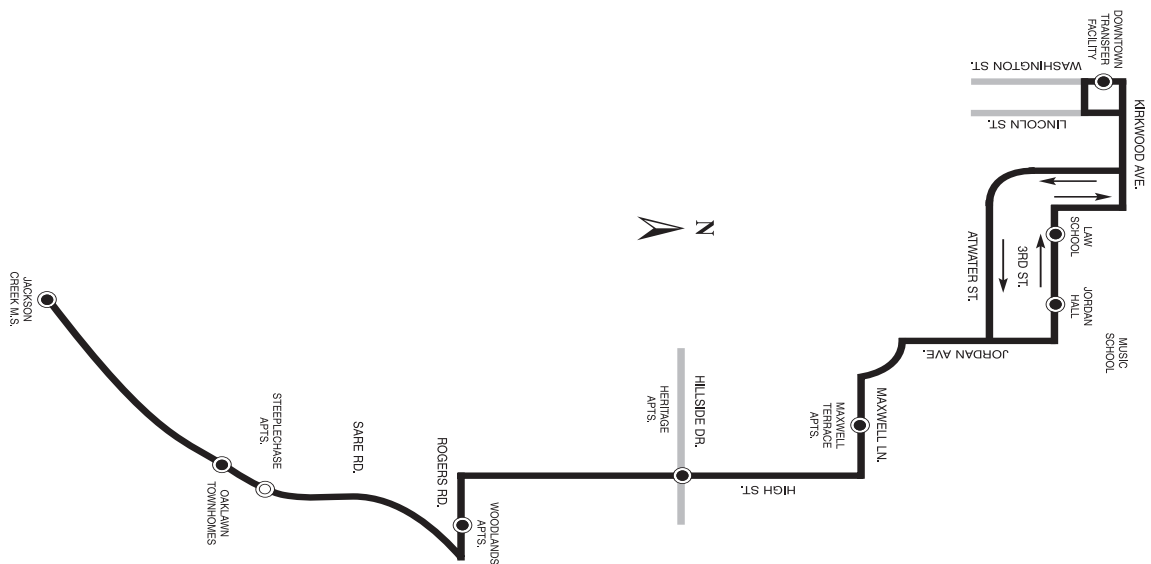 DOWNTOWN
TRANSFER
FACILITY
WASHINGTON ST.
LINCOLN ST.
KIRKWOOD AVE.
LAW
SCHOOL
3RD ST.
ATWATER ST.
JORDAN
HALL
MUSIC
SCHOOL
JORDAN AVE.
N
MAXWELL LN.
MAXWELL
TERRACE
APTS.
HIGH ST.
HILLSIDE DR.
HERITAGE
APTS.
ROGERS RD.
WOODLANDS
APTS.
SARE RD.
STEEPLECHASE
APTS.
OAKLAWN
TOWNHOMES
JACKSON
CREEK M.S.